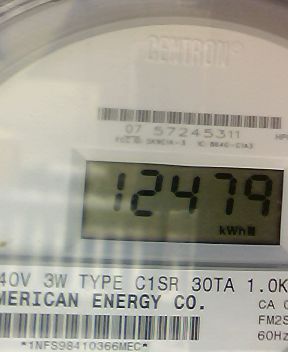 CENTRON®
07 57245311
12479
kWh
40V 3W TYPE C1SR 30TA 1.0K
MERICAN ENERGY CO.
CA
FM2S
60Hz
*1NFS98410366MEC*